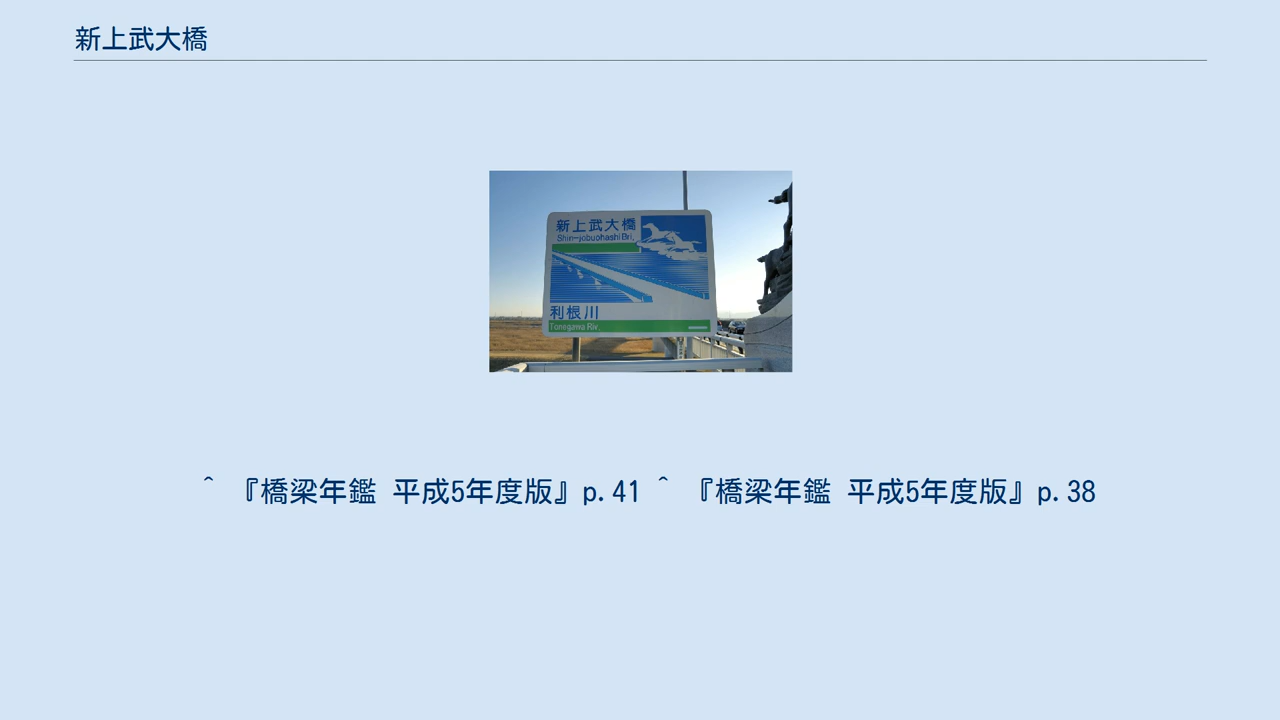 新上武大橋
新上武大橋
Shin-jobuohashi Bri.
利根川
Tonegawa Riv.
^ 『橋梁年鑑 平成5年度版』p.41 ^ 『橋梁年鑑 平成5年度版』p.38